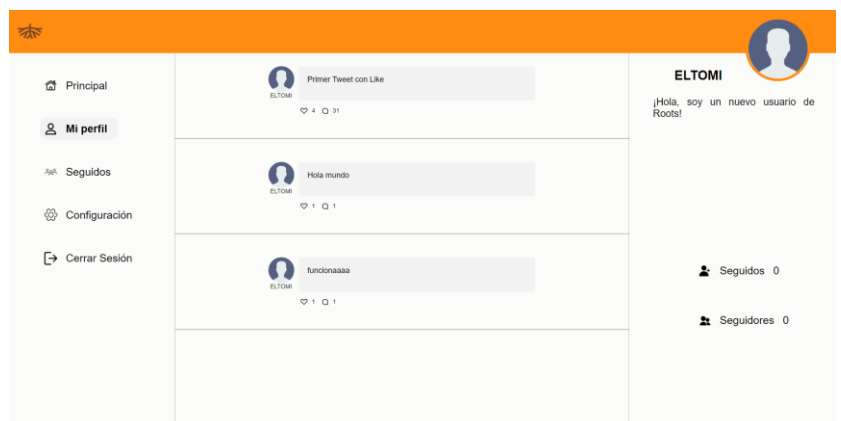 Principal
Mi perfil
Seguidos
Configuración
Cerrar Sesión
Primer Tweet con Like
ELTOMI
4 31
Hola mundo
ELTOMI
1 1
funcionaaaa
ELTOMI
1 1
ELTOMI
¡Hola, soy un nuevo usuario de
Roots!
Seguidos 0
Seguidores 0